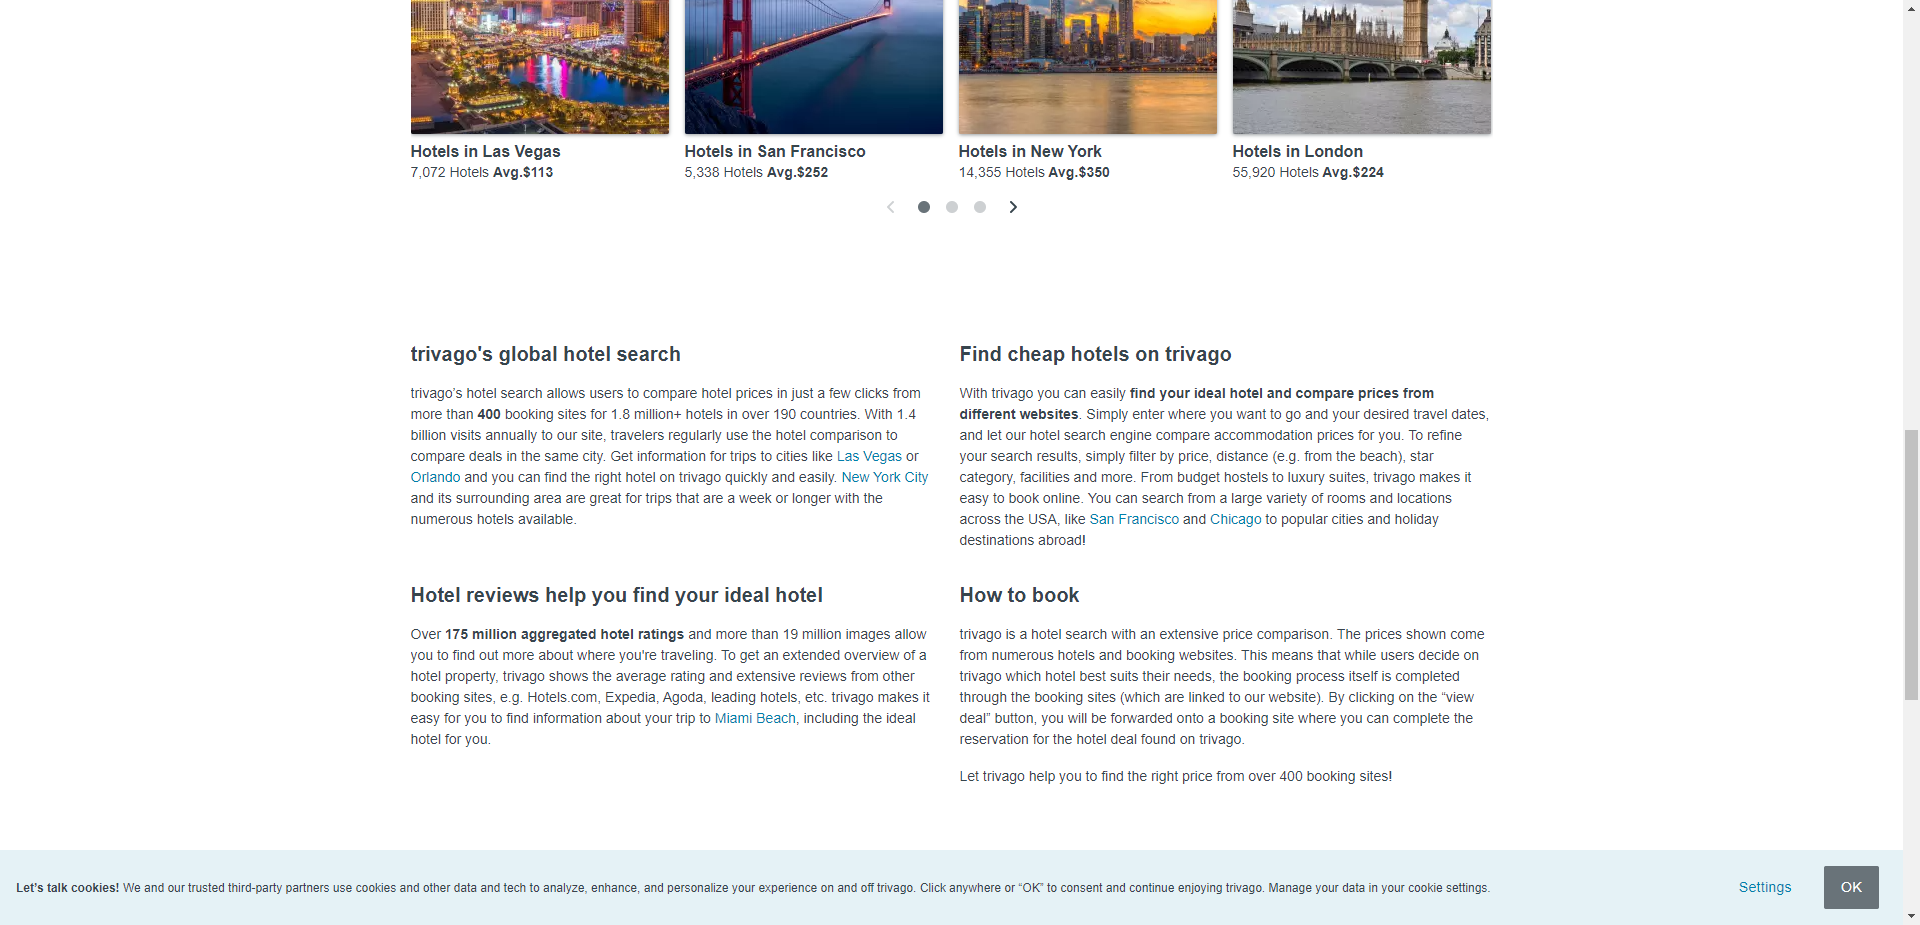 Hotels in Las Vegas
7,072 Hotels Avg.$113
Hotels in San Francisco
5,338 Hotels Avg.$252
Hotels in New York
14,355 Hotels Avg.$350
Hotels in London
55,920 Hotels Avg.$224
trivago's global hotel search
trivago's hotel search allows users to compare hotel prices in just a few clicks from
more than 400 booking sites for 1.8 million+ hotels in over 190 countries. With 1.4
billion visits annually to our site, travelers regularly use the hotel comparison to
compare deals in the same city. Get information for trips to cities like Las Vegas or
Orlando and you can find the right hotel on trivago quickly and easily. New York City
and its surrounding area are great for trips that are a week or longer with the
numerous hotels available.
Find cheap hotels on trivago
With trivago you can easily find your ideal hotel and compare prices from
different websites. Simply enter where you want to go and your desired travel dates,
and let our hotel search engine compare accommodation prices for you. To refine
your search results, simply filter by price, distance (e.g. from the beach), star
category, facilities and more. From budget hostels to luxury suites, trivago makes it
easy to book online. You can search from a large variety of rooms and locations
across the USA, like San Francisco and Chicago to popular cities and holiday
destinations abroad!
Hotel reviews help you find your ideal hotel
Over 175 million aggregated hotel ratings and more than 19 million images allow
you to find out more about where you're traveling. To get an extended overview of a
hotel property, trivago shows the average rating and extensive reviews from other
booking sites, e.g. Hotels.com, Expedia, Agoda, leading hotels, etc. trivago makes it
easy for you to find information about your trip to Miami Beach, including the ideal
hotel for you.
How to book
trivago is a hotel search with an extensive price comparison. The prices shown come
from numerous hotels and booking websites. This means that while users decide on
trivago which hotel best suits their needs, the booking process itself is completed
through the booking sites (which are linked to our website). By clicking on the “view
deal” button, you will be forwarded onto a booking site where you can complete the
reservation for the hotel deal found on trivago.
Let trivago help you to find the right price from over 400 booking sites!
Let's talk cookies! We and our trusted third-party partners use cookies and other data and tech to analyze, enhance, and personalize your experience on and off trivago. Click anywhere or “OK” to consent and continue enjoying trivago. Manage your data in your cookie settings.
Settings
OK